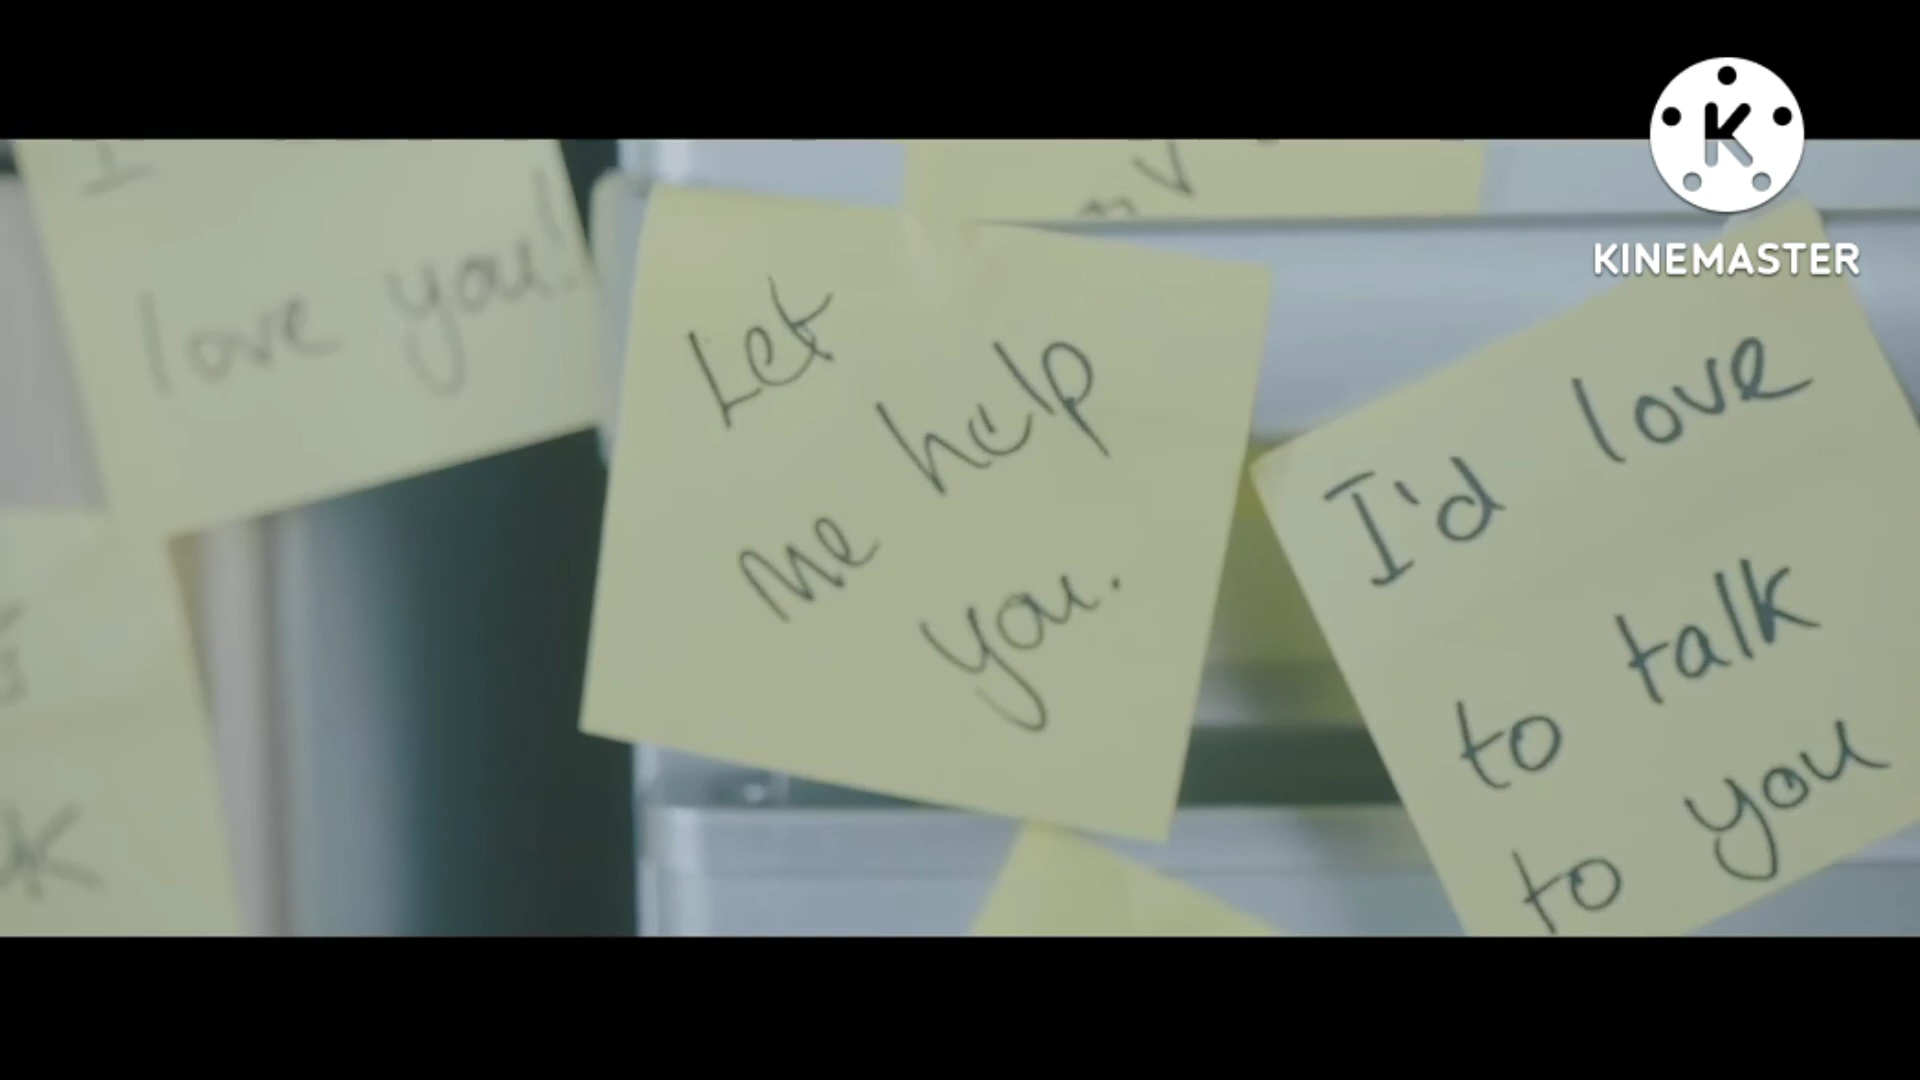 I
love you!
Let
me help
you.
I'd love
to talk
to you
K
KINEMASTER